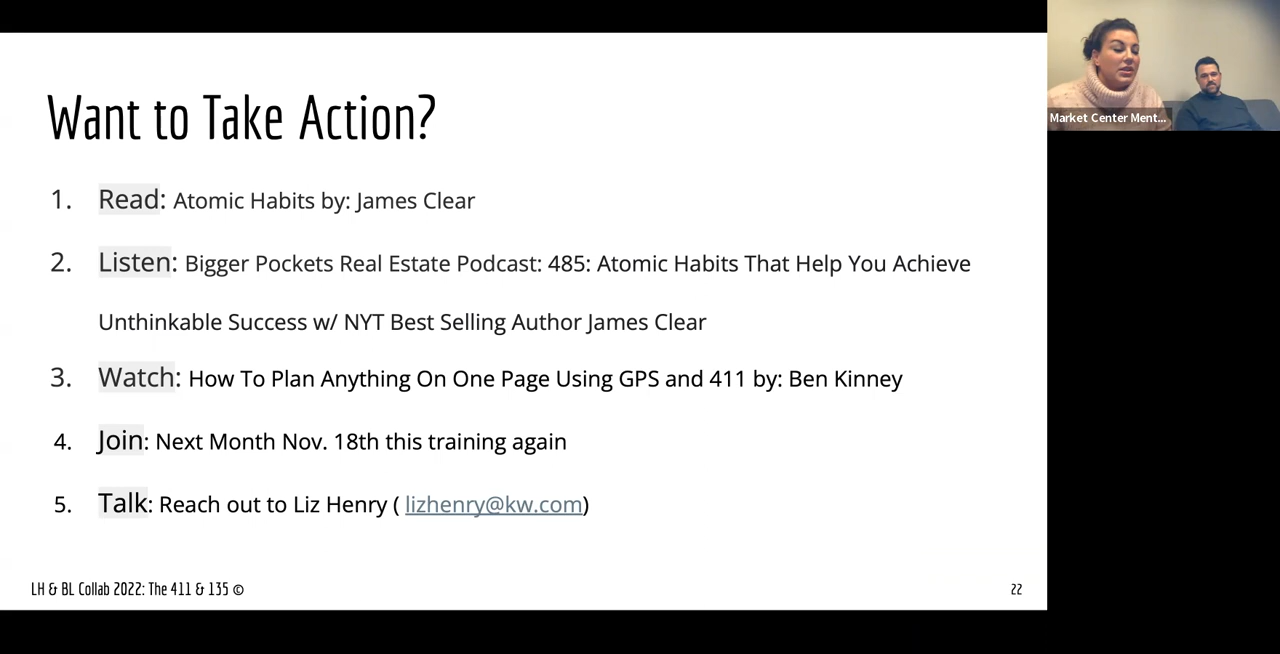 Want to Take Action?
1. Read: Atomic Habits by: James Clear
2. Listen: Bigger Pockets Real Estate Podcast: 485: Atomic Habits That Help You Achieve
Unthinkable Success w/ NYT Best Selling Author James Clear
3. Watch: How To Plan Anything On One Page Using GPS and 411 by: Ben Kinney
4. Join: Next Month Nov. 18th this training again
5. Talk: Reach out to Liz Henry ( lizhenry@kw.com)
LH & BL Collab 2022: The 411 & 135 ©
22
Market Center Ment...